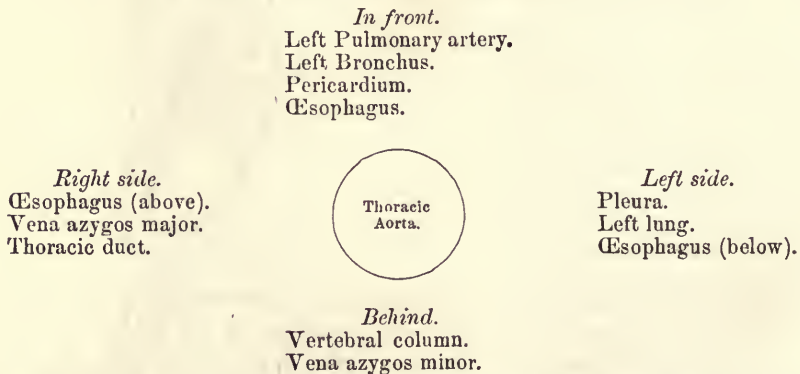 In front.
Left Pulmonary artery.
Left Bronchus.
Pericardium.
Œsophagus.
Right side.
Œsophagus (above).
Vena azygos major.
Thoracic duct.
Thoracic
Aorta.
Left side.
Pleura.
Left lung.
Œsophagus (below).
Behind.
Vertebral column.
Vena azygos minor.